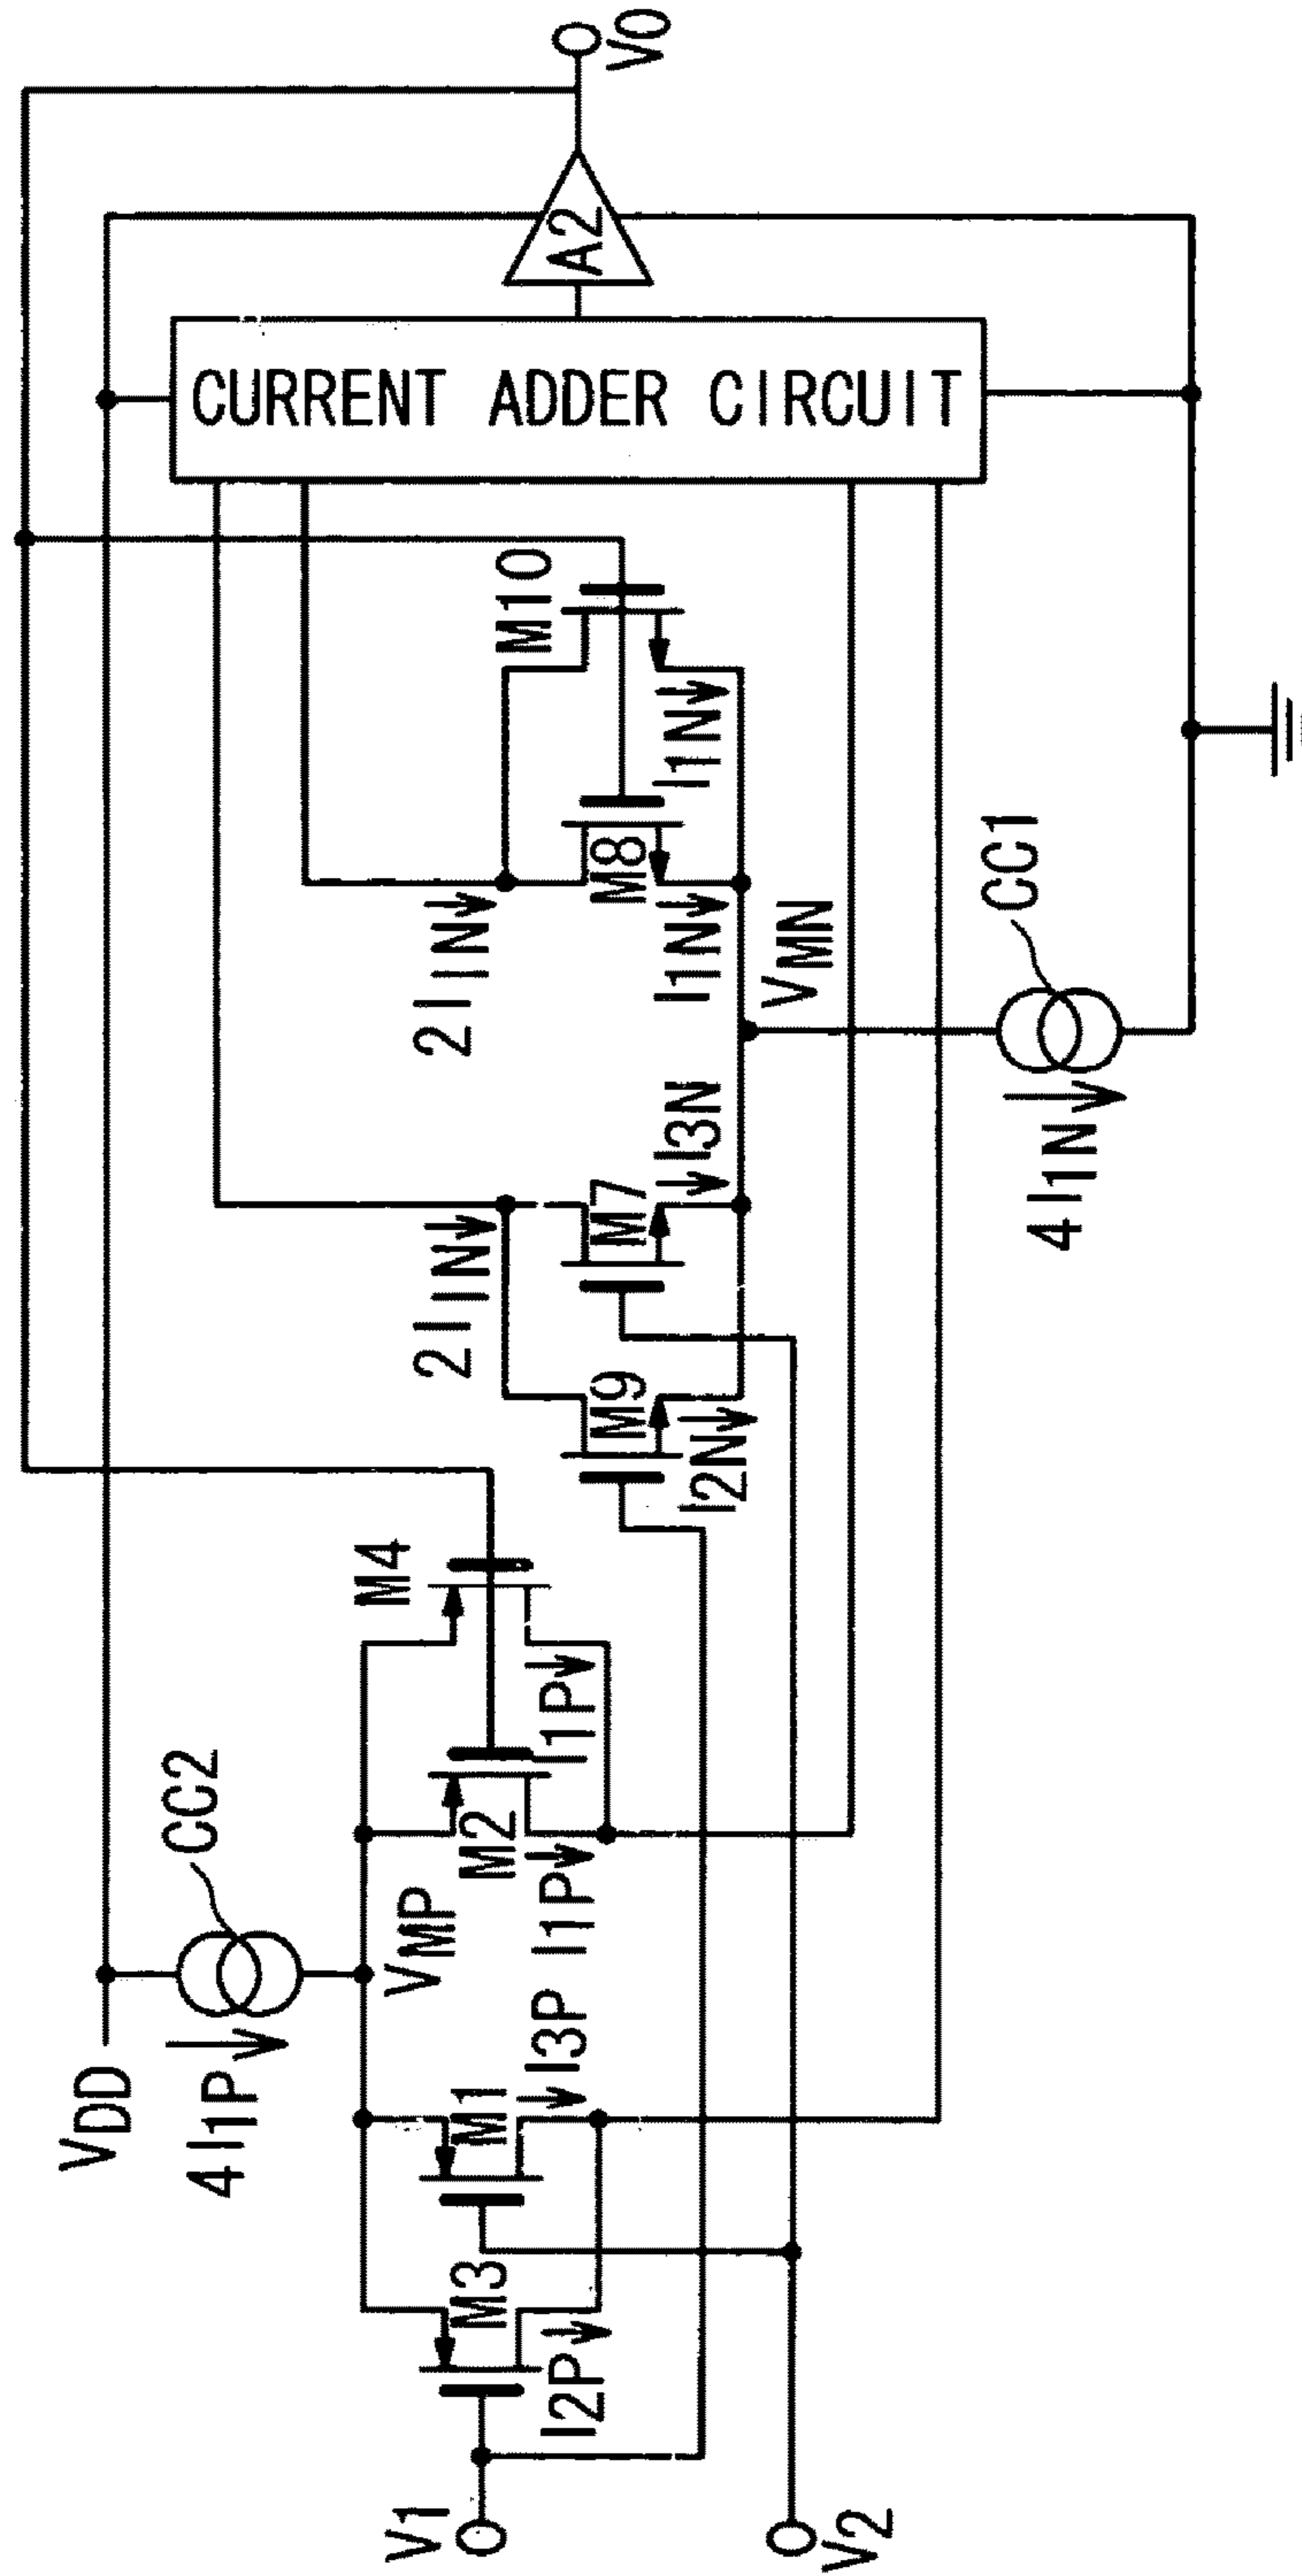 V1
V2
M3
I2P
M1
I3P
VDD
4I1P
CC2
VMP
M2
I1P
M4
I1P
M9
I2N
M7
I3N
2I1N
4I1N
CC1
VMN
2I1N
M8
I1N
M10
I1N
CURRENT ADDER CIRCUIT
A2
VO